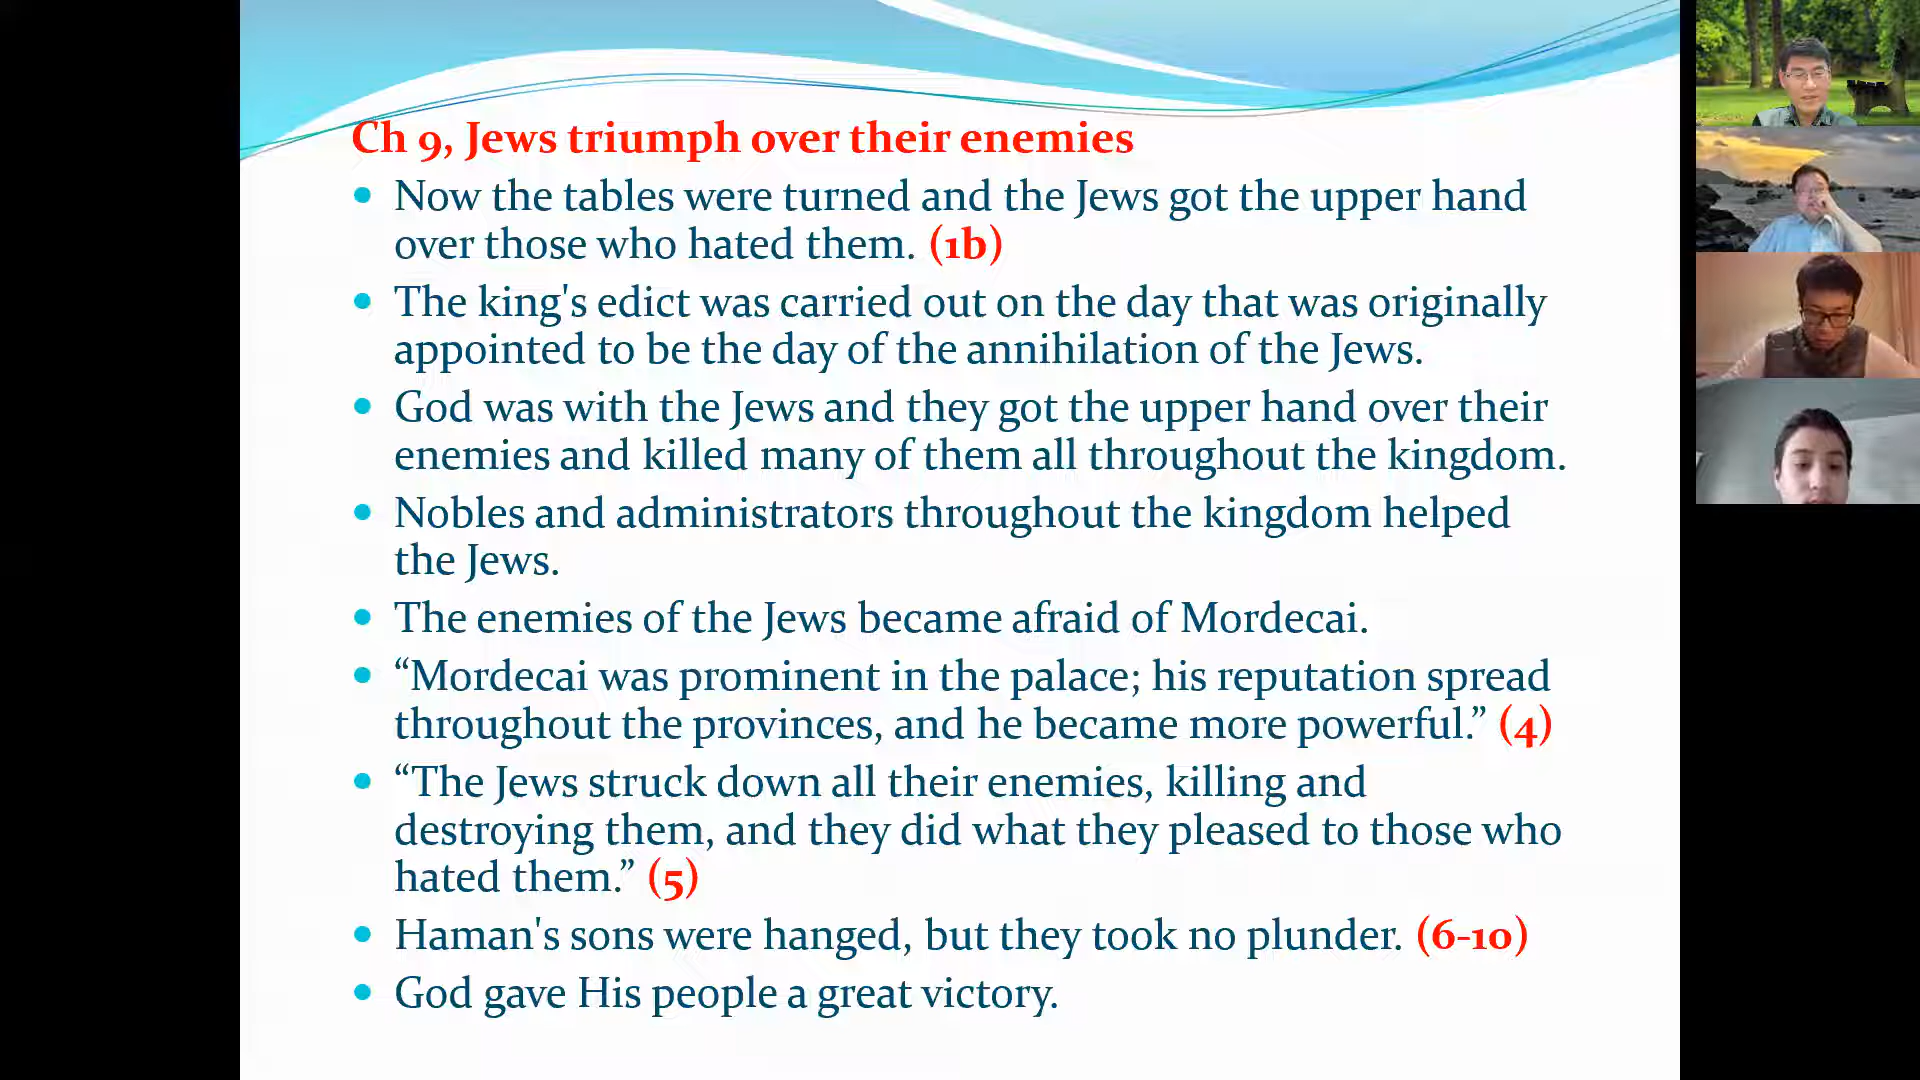 Ch 9, Jews triumph over their enemies
• Now the tables were turned and the Jews got the upper hand
over those who hated them. (1b)
• The king's edict was carried out on the day that was originally
appointed to be the day of the annihilation of the Jews.
• God was with the Jews and they got the upper hand over their
enemies and killed many of them all throughout the kingdom.
• Nobles and administrators throughout the kingdom helped
the Jews.
• The enemies of the Jews became afraid of Mordecai.
• “Mordecai was prominent in the palace; his reputation spread
throughout the provinces, and he became more powerful.” (4)
• “The Jews struck down all their enemies, killing and
destroying them, and they did what they pleased to those who
hated them.” (5)
• Haman's sons were hanged, but they took no plunder. (6-10)
• God gave His people a great victory.